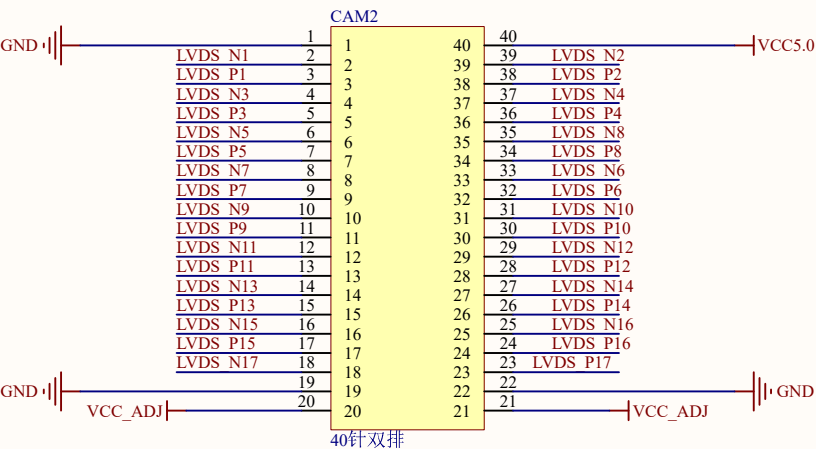 CAM2
GND 1 1 40 40 VCC5.0
LVDS_N1 2 2 39 39 LVDS_N2
LVDS_P1 3 3 38 38 LVDS_P2
LVDS_N3 4 4 37 37 LVDS_N4
LVDS_P3 5 5 36 36 LVDS_P4
LVDS_N5 6 6 35 35 LVDS_N8
LVDS_P5 7 7 34 34 LVDS_P8
LVDS_N7 8 8 33 33 LVDS_N6
LVDS_P7 9 9 32 32 LVDS_P6
LVDS_N9 10 10 31 31 LVDS_N10
LVDS_P9 11 11 30 30 LVDS_P10
LVDS_N11 12 12 29 29 LVDS_N12
LVDS_P11 13 13 28 28 LVDS_P12
LVDS_N13 14 14 27 27 LVDS_N14
LVDS_P13 15 15 26 26 LVDS_P14
LVDS_N15 16 16 25 25 LVDS_N16
LVDS_P15 17 17 24 24 LVDS_P16
LVDS_N17 18 18 23 23 LVDS_P17
GND 19 19 22 22 GND
VCC_ADJ 20 20 21 21 VCC_ADJ
40针双排